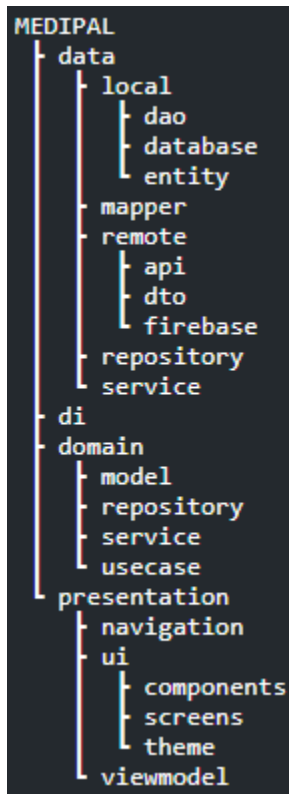 MEDIPAL
data
local
dao
database
entity
mapper
remote
api
dto
firebase
repository
service
di
domain
model
repository
service
usecase
presentation
navigation
ui
components
screens
theme
viewmodel